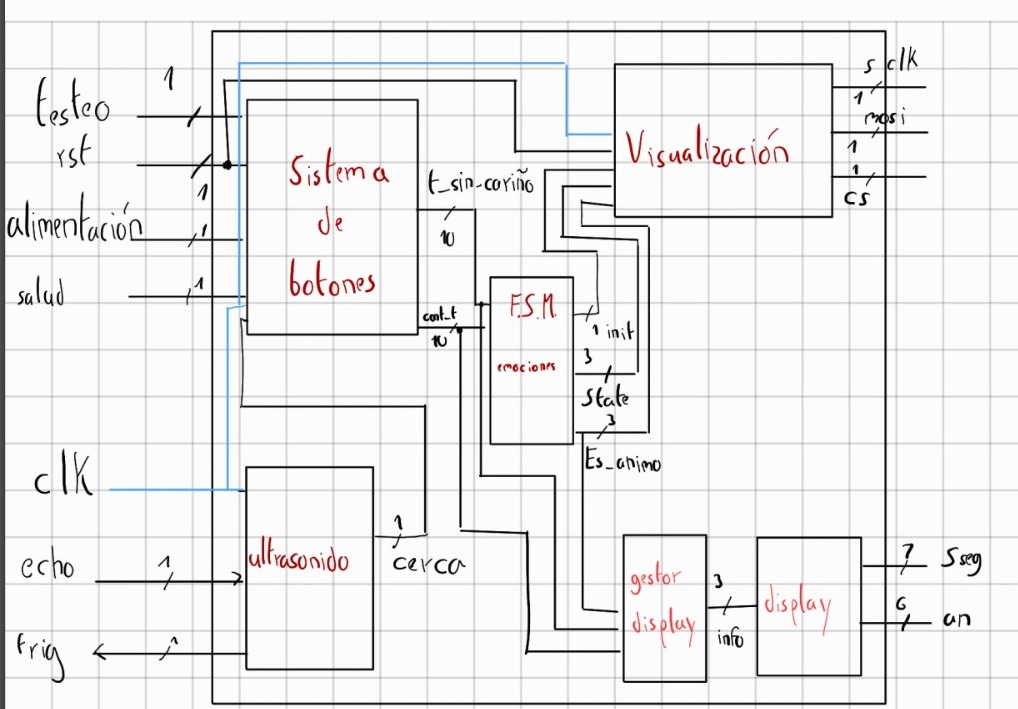 testeo
1
rst
1
alimentación
1
salud
1
clk
echo
1
trig
1
Sistema
de
botones
t_sin_cariño
10
cont_t
10
F.S.M.
emociones
1 init
3
State
3
Es_animo
Visualización
s clk
1
mosi
1
1
cs
ultrasonido
1
cerca
gestor
display
3
info
display
7
Sseg
6
an